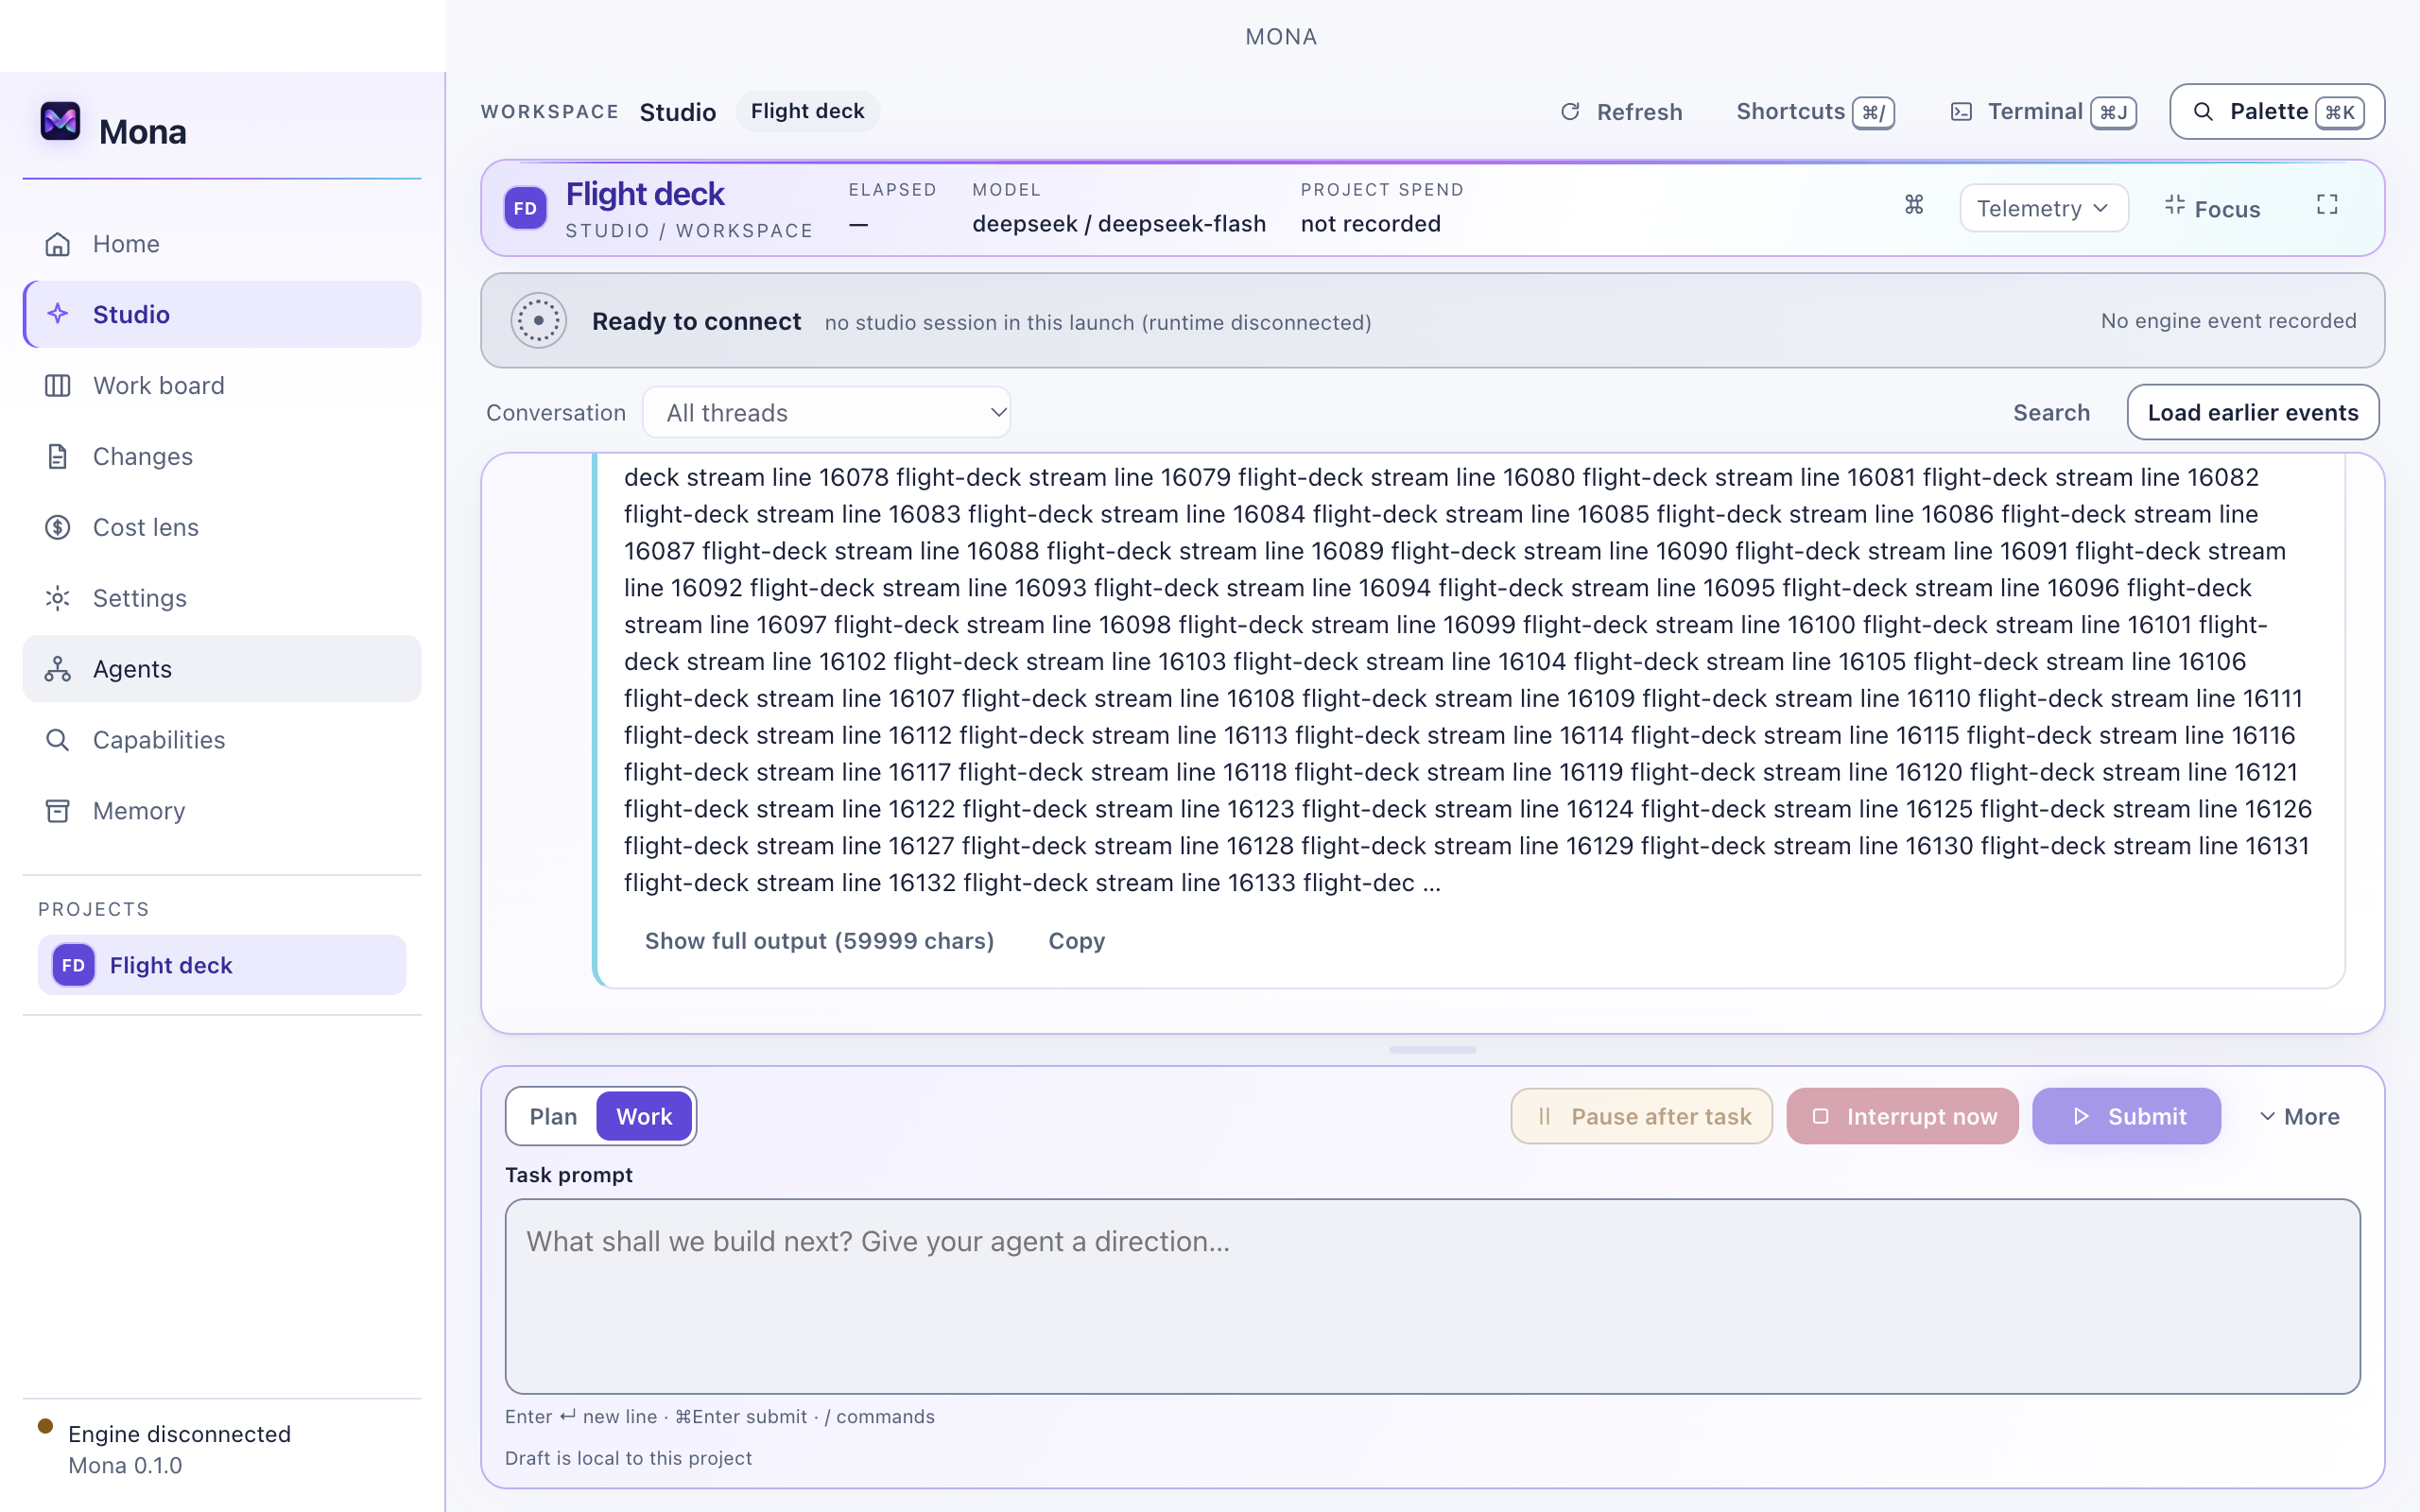 MONA
Mona
Home
Studio
Work board
Changes
Cost lens
Settings
Agents
Capabilities
Memory
PROJECTS
FD Flight deck
Engine disconnected
Mona 0.1.0
WORKSPACE Studio Flight deck
Refresh Shortcuts ⌘/ Terminal ⌘J Palette ⌘K
FD Flight deck
STUDIO / WORKSPACE
ELAPSED
—
MODEL
deepseek / deepseek-flash
PROJECT SPEND
not recorded
⌘ Telemetry Focus
Ready to connect no studio session in this launch (runtime disconnected) No engine event recorded
Conversation All threads Search Load earlier events
deck stream line 16078 flight-deck stream line 16079 flight-deck stream line 16080 flight-deck stream line 16081 flight-deck stream line 16082
flight-deck stream line 16083 flight-deck stream line 16084 flight-deck stream line 16085 flight-deck stream line 16086 flight-deck stream line
16087 flight-deck stream line 16088 flight-deck stream line 16089 flight-deck stream line 16090 flight-deck stream line 16091 flight-deck stream
line 16092 flight-deck stream line 16093 flight-deck stream line 16094 flight-deck stream line 16095 flight-deck stream line 16096 flight-deck
stream line 16097 flight-deck stream line 16098 flight-deck stream line 16099 flight-deck stream line 16100 flight-deck stream line 16101 flight-
deck stream line 16102 flight-deck stream line 16103 flight-deck stream line 16104 flight-deck stream line 16105 flight-deck stream line 16106
flight-deck stream line 16107 flight-deck stream line 16108 flight-deck stream line 16109 flight-deck stream line 16110 flight-deck stream line 16111
flight-deck stream line 16112 flight-deck stream line 16113 flight-deck stream line 16114 flight-deck stream line 16115 flight-deck stream line 16116
flight-deck stream line 16117 flight-deck stream line 16118 flight-deck stream line 16119 flight-deck stream line 16120 flight-deck stream line 16121
flight-deck stream line 16122 flight-deck stream line 16123 flight-deck stream line 16124 flight-deck stream line 16125 flight-deck stream line 16126
flight-deck stream line 16127 flight-deck stream line 16128 flight-deck stream line 16129 flight-deck stream line 16130 flight-deck stream line 16131
flight-deck stream line 16132 flight-deck stream line 16133 flight-dec ...
Show full output (59999 chars) Copy
Plan Work Pause after task Interrupt now Submit More
Task prompt
What shall we build next? Give your agent a direction...
Enter ↵ new line · ⌘Enter submit · / commands
Draft is local to this project